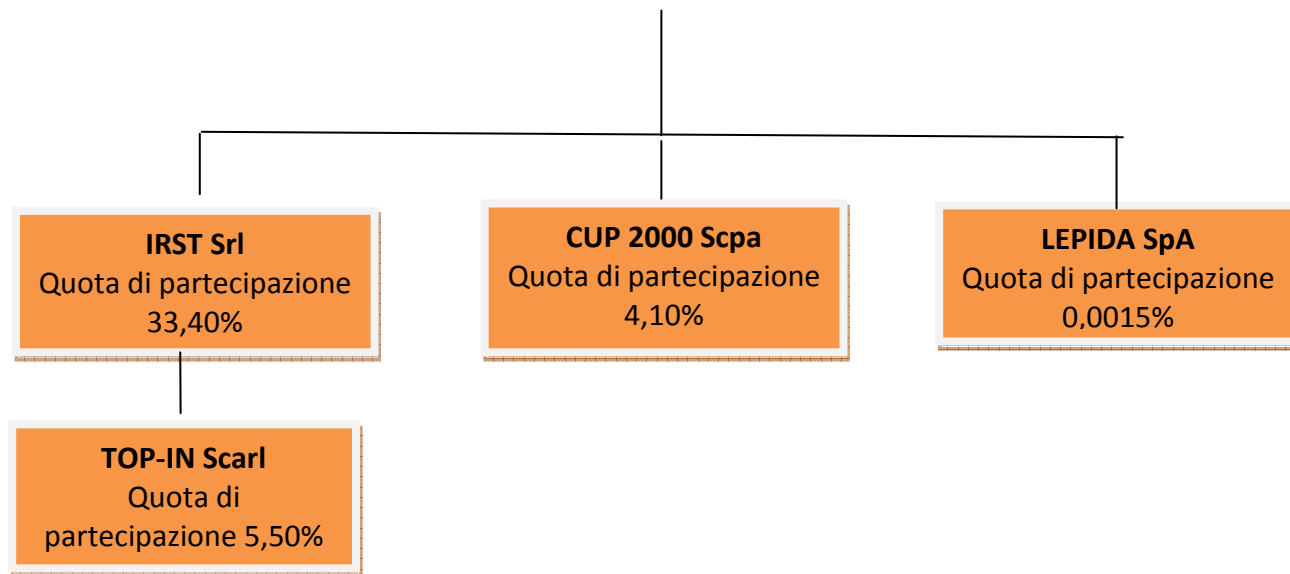 IRST Srl
Quota di partecipazione
33,40%
CUP 2000 Scpa
Quota di partecipazione
4,10%
LEPIDA SpA
Quota di partecipazione
0,0015%
TOP-IN Scarl
Quota di
partecipazione 5,50%